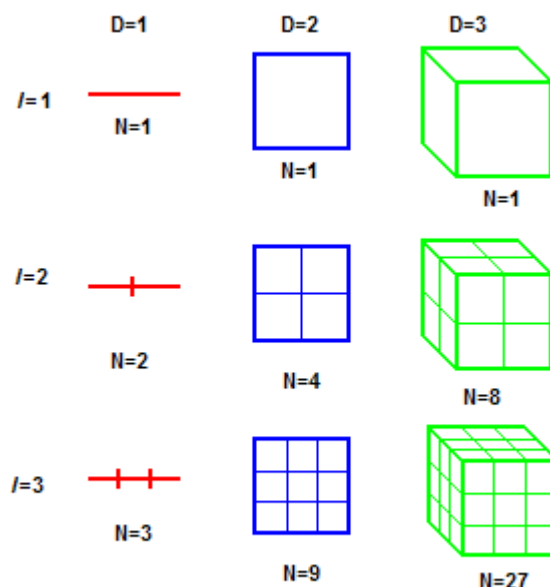 D=1 D=2 D=3
l=1
N=1
N=1
N=1
l=2
N=2
N=4
N=8
l=3
N=3
N=9
N=27